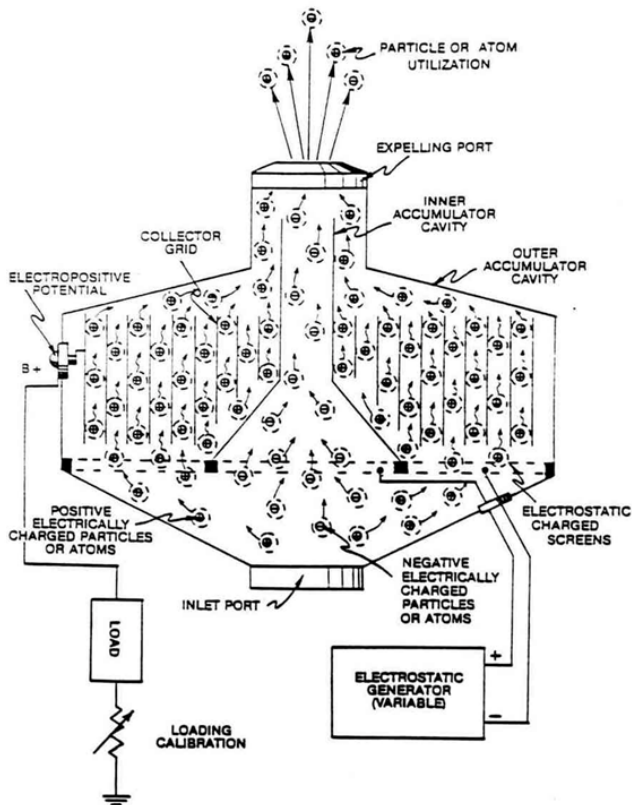 PARTICLE OR ATOM
UTILIZATION
EXPELLING PORT
INNER
ACCUMULATOR
CAVITY
COLLECTOR
GRID
OUTER
ACCUMULATOR
CAVITY
ELECTROPOSITIVE
POTENTIAL
B +
ELECTROSTATIC
CHARGED
SCREENS
POSITIVE
ELECTRICALLY
CHARGED PARTICLES
OR ATOMS
NEGATIVE
ELECTRICALLY
CHARGED
PARTICLES
OR ATOMS
INLET PORT
LOAD
+
ELECTROSTATIC
GENERATOR
(VARIABLE)
−
LOADING
CALIBRATION